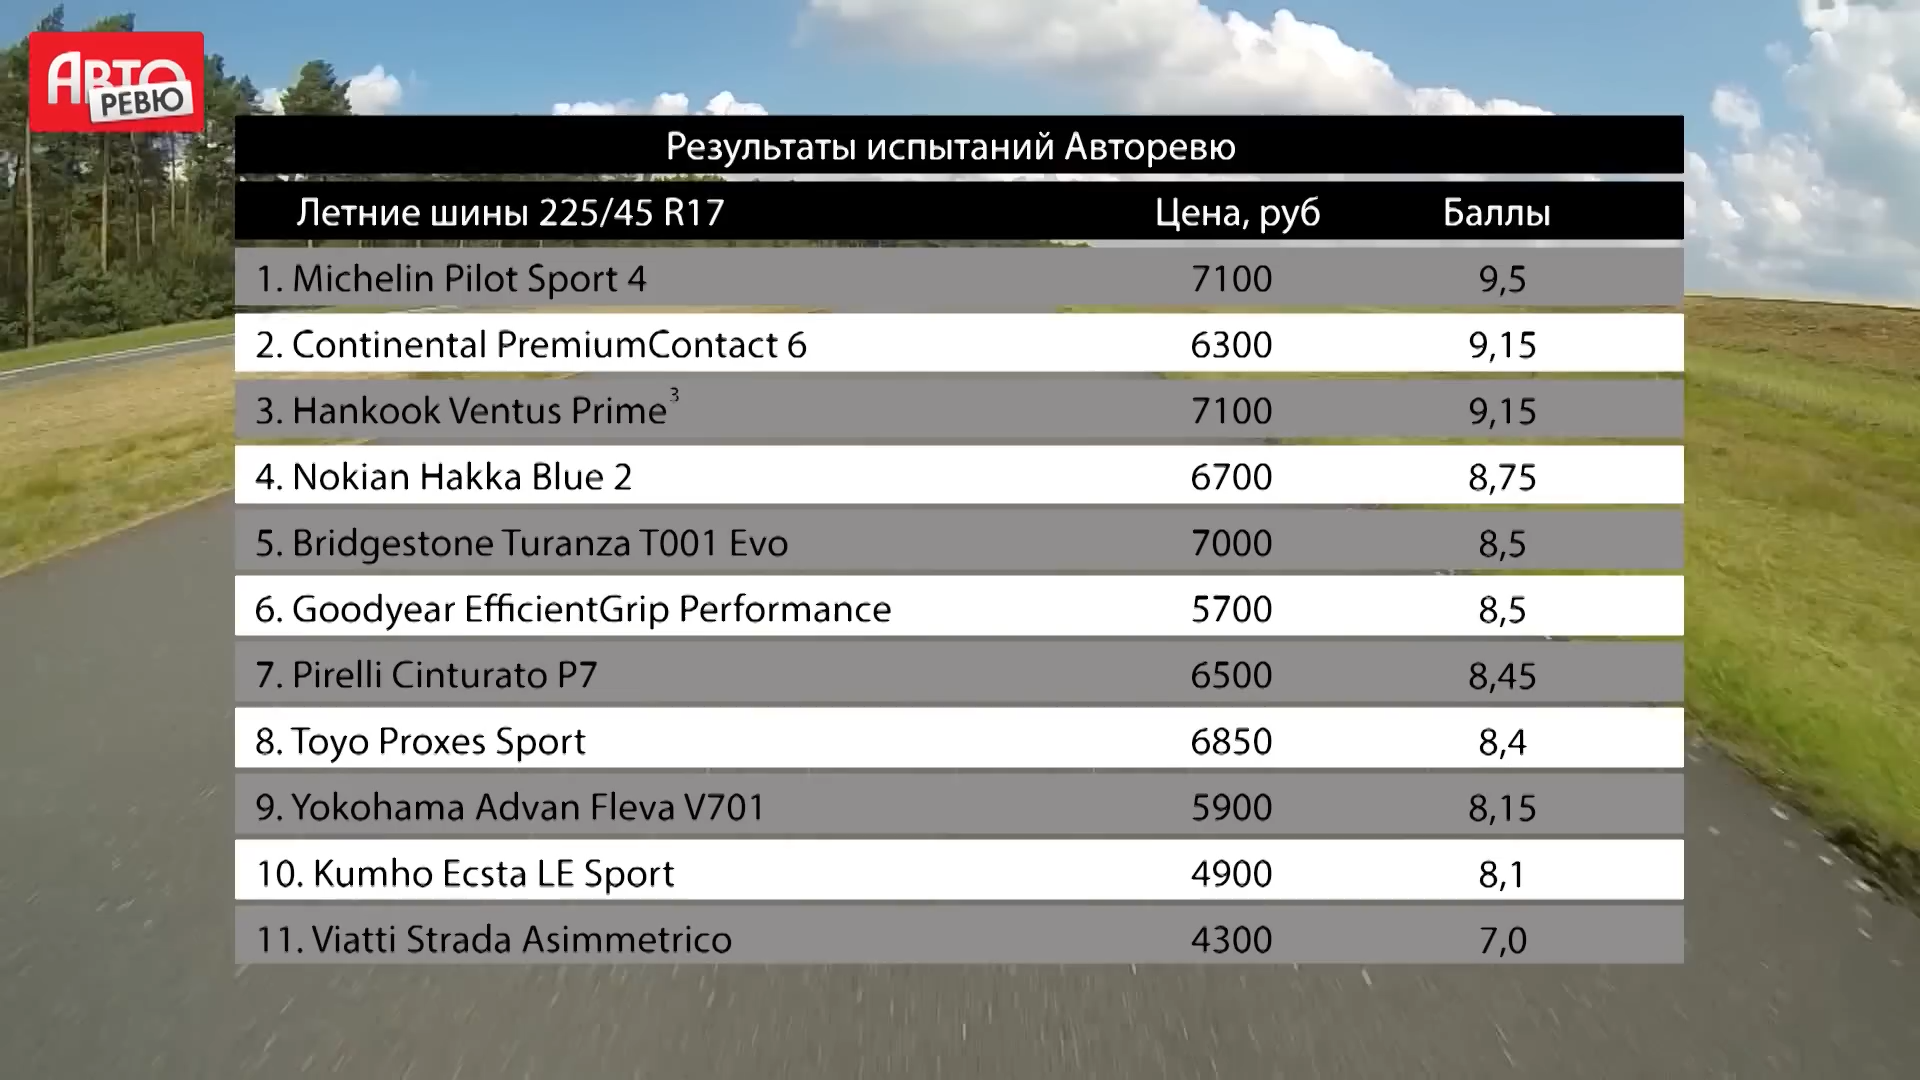 АВТО
РЕВЮ
Результаты испытаний Авторевю
Летние шины 225/45 R17 Цена, руб Баллы
1. Michelin Pilot Sport 4 7100 9,5
2. Continental PremiumContact 6 6300 9,15
3. Hankook Ventus Prime³ 7100 9,15
4. Nokian Hakka Blue 2 6700 8,75
5. Bridgestone Turanza T001 Evo 7000 8,5
6. Goodyear EfficientGrip Performance 5700 8,5
7. Pirelli Cinturato P7 6500 8,45
8. Toyo Proxes Sport 6850 8,4
9. Yokohama Advan Fleva V701 5900 8,15
10. Kumho Ecsta LE Sport 4900 8,1
11. Viatti Strada Asimmetrico 4300 7,0